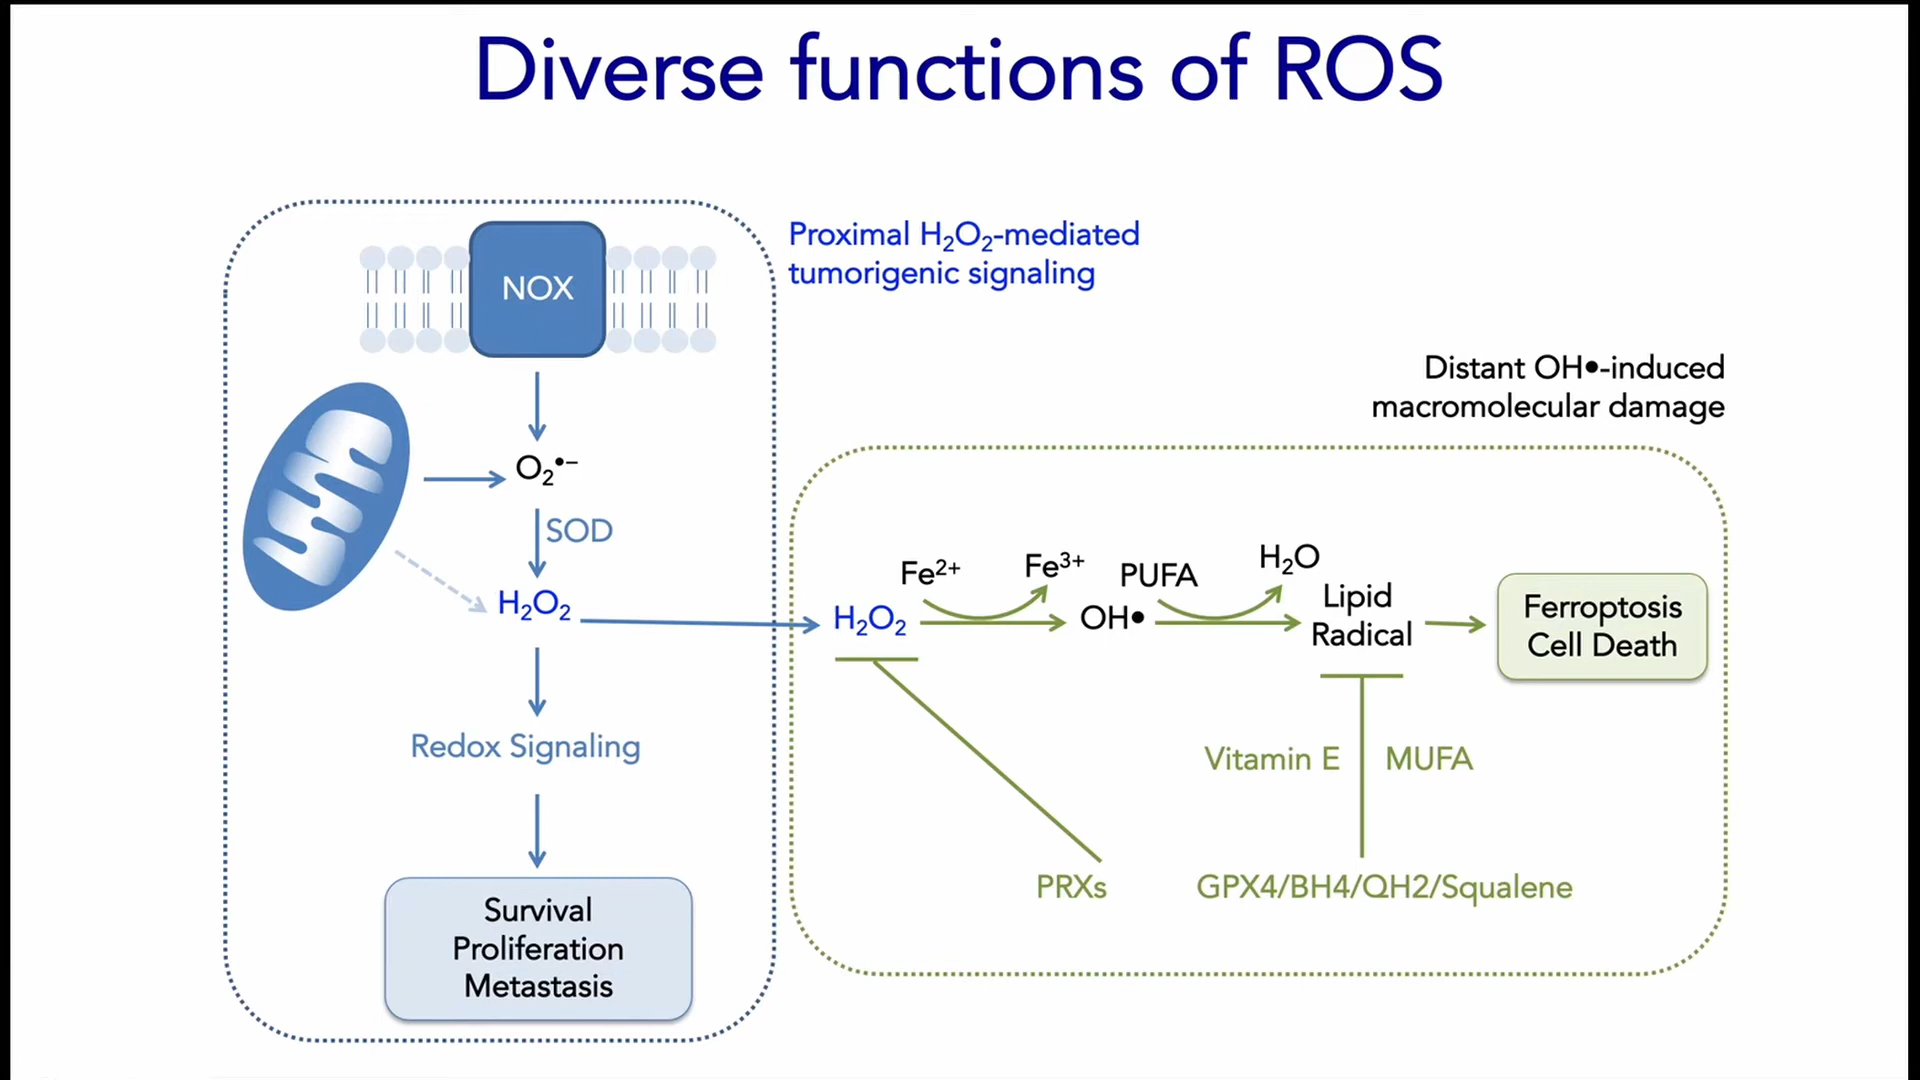 Diverse functions of ROS
Proximal H₂O₂-mediated
tumorigenic signaling
NOX
O₂•–
SOD
H₂O₂
Redox Signaling
Survival
Proliferation
Metastasis
Distant OH•-induced
macromolecular damage
H₂O₂
Fe²⁺
Fe³⁺
OH•
PUFA
H₂O
Lipid
Radical
Ferroptosis
Cell Death
Vitamin E
MUFA
PRXs
GPX4/BH4/QH2/Squalene